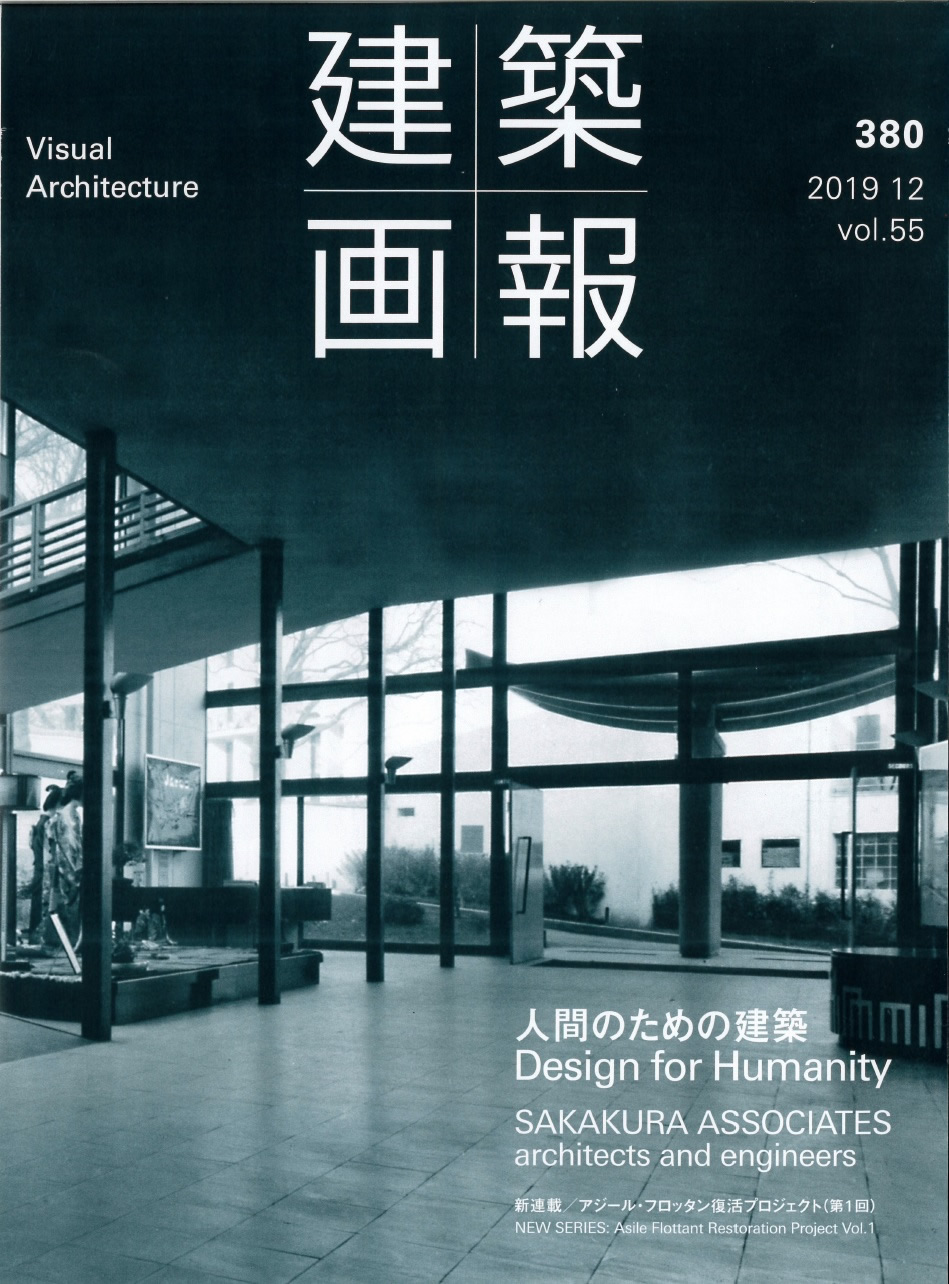 建築
画報
Visual
Architecture
380
2019 12
vol.55
人間のための建築
Design for Humanity
SAKAKURA ASSOCIATES
architects and engineers
新連載／アジール・フロッタン復活プロジェクト（第1回）
NEW SERIES: Asile Flottant Restoration Project Vol.1